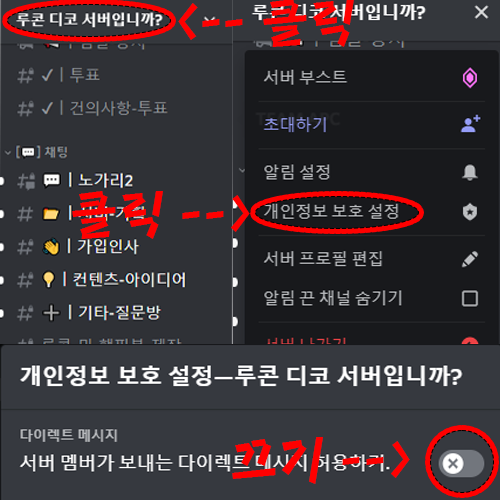 루콘 디코 서버입니까?
<-- 클릭
✓ | 투표
✓ | 건의사항-투표
[💬] 채팅
💬 | 노가리2
👋 | 가입인사
💡 | 컨텐츠-아이디어
➕ | 기타-질문방
루콘 디코 서버입니까?
서버 부스트
초대하기
알림 설정
클릭 -->
개인정보 보호 설정
서버 프로필 편집
알림 끈 채널 숨기기
서버 나가기
개인정보 보호 설정—루콘 디코 서버입니까?
다이렉트 메시지
서버 멤버가 보내는 다이렉트 메시지 허용하기.
끄기 -->